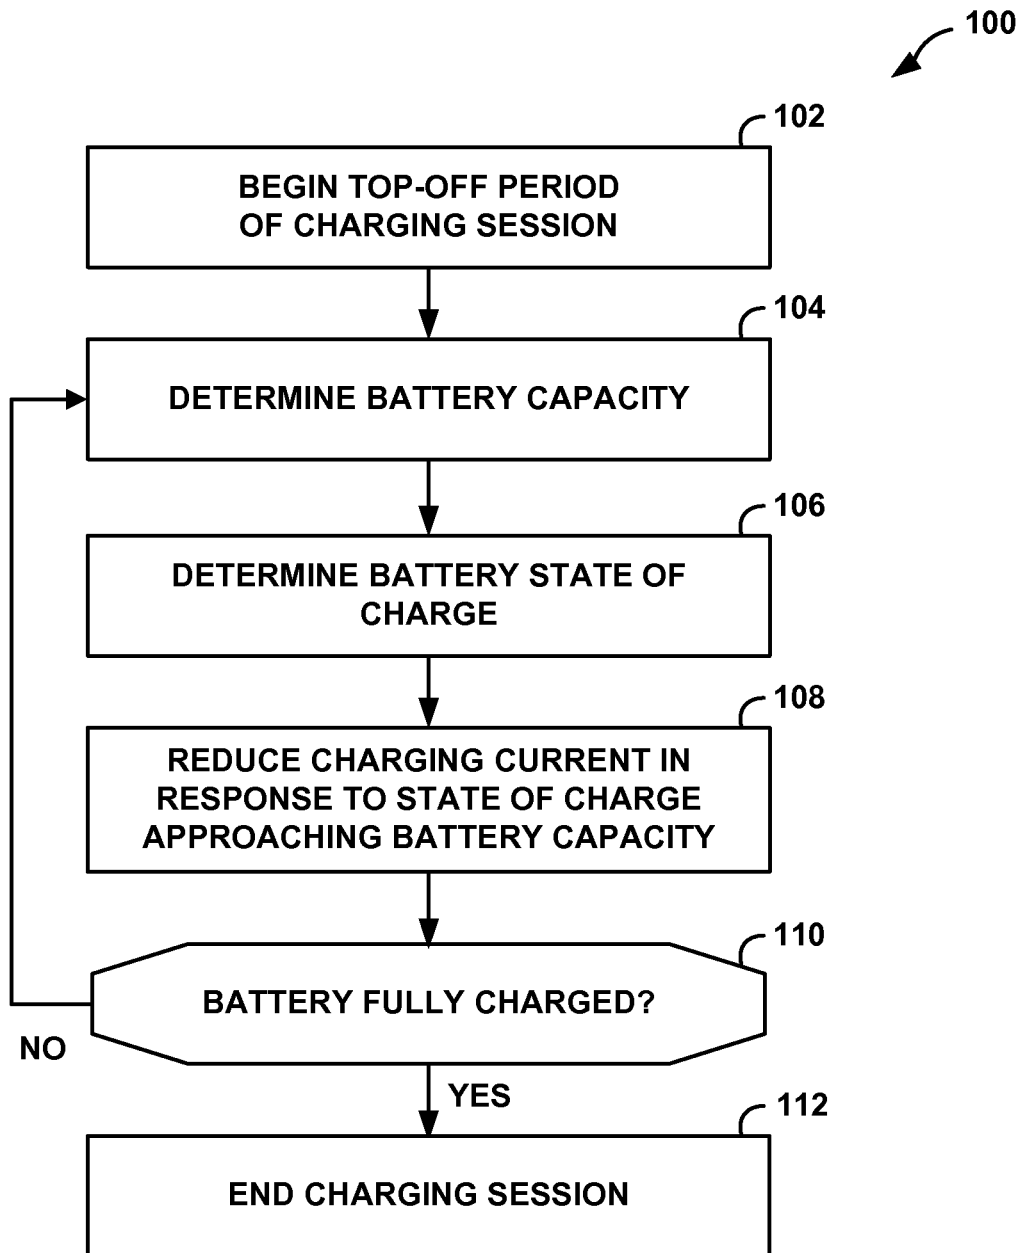 100
102
BEGIN TOP-OFF PERIOD
OF CHARGING SESSION
104
DETERMINE BATTERY CAPACITY
106
DETERMINE BATTERY STATE OF
CHARGE
108
REDUCE CHARGING CURRENT IN
RESPONSE TO STATE OF CHARGE
APPROACHING BATTERY CAPACITY
110
BATTERY FULLY CHARGED?
NO
YES
112
END CHARGING SESSION